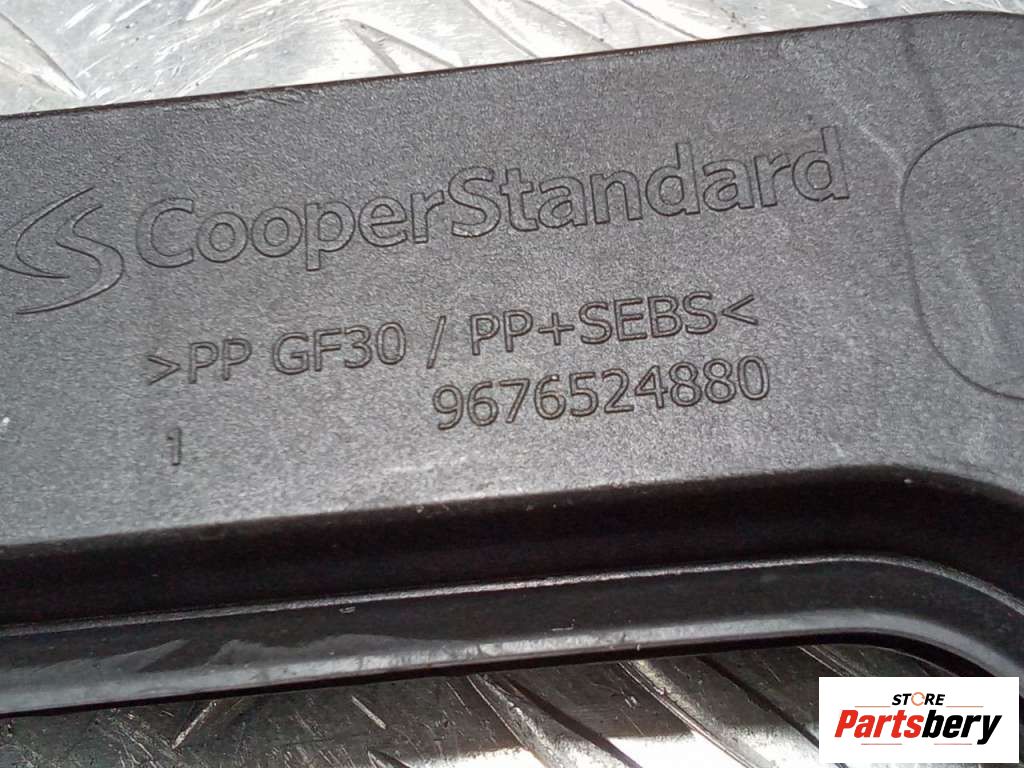 CooperStandard
>PP GF30 / PP+SEBS<
9676524880
1
STORE
Partsbery